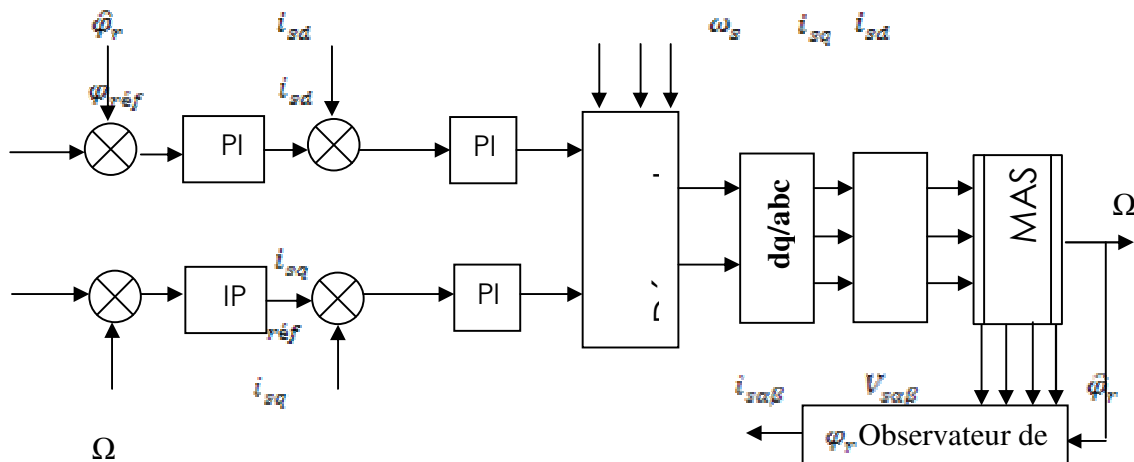 φ̂r isd ωs isq isd
φréf isd
PI PI
dq/abc MAS Ω
isq
IP PI
réf
isq isαβ Vsαβ φ̂r
Ω φr Observateur de